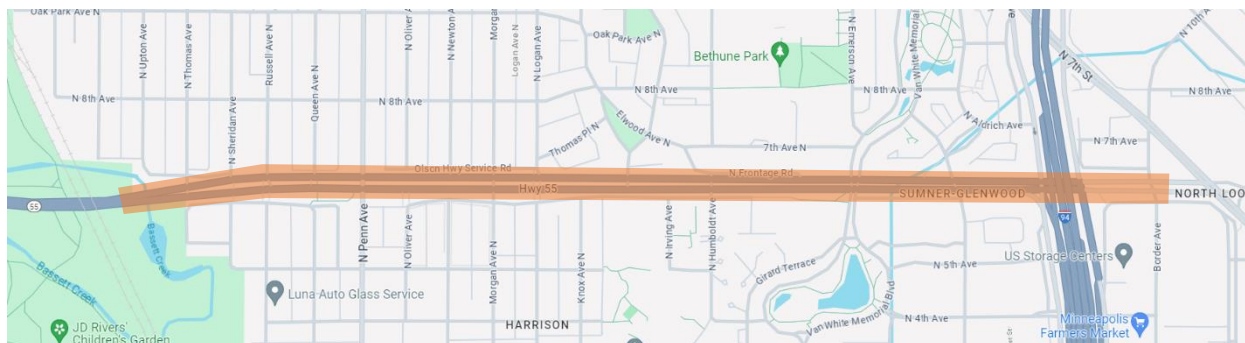 Oak Park Ave N
N Upton Ave
N Thomas Ave
N Sheridan Ave
Russell Ave N
Queen Ave N
N Penn Ave
N Oliver Av
N Newton A
Morgan
Logan Ave N
N Logan Ave
Oak Park Ave N
Bethune Park
N Emerson Ave
Van White Memorial
N 7th St
N 10th Ave
N 8th Ave
N 8th Ave
N 8th Ave
N 8th Ave
N 8th Ave
Elwood Ave N
Thomas Pl N
7th Ave N
N Aldrich Ave
N 7th Ave
Olson Hwy Service Rd
N Frontage Rd
Hwy 55
SUMNER-GLENWOOD
NORTH LOO
55
94
Bassett Creek
Bassett Creek
N Oliver Ave
Morgan Ave N
Knox Ave N
N Irving Ave
N Humboldt Ave
Girard Terrace
Van White Memorial Blvd
N 5th Ave
N 4th Ave
Border Ave
US Storage Centers
Luna Auto Glass Service
HARRISON
JD Rivers'
Children's Garden
Minneapolis
Farmers Market